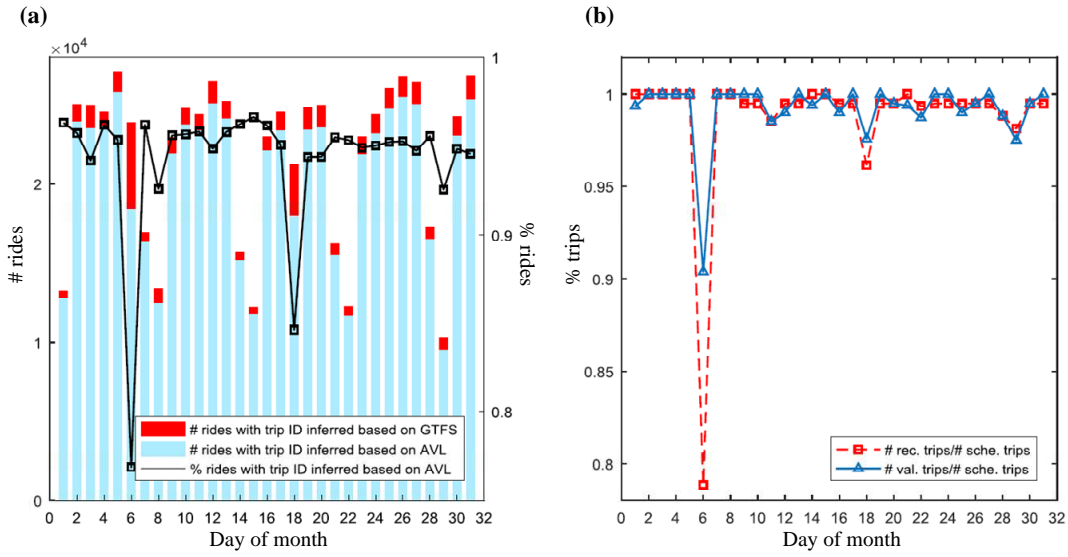 (a)
×10⁴
1
2
0.9
1
0.8
0
# rides
% rides
# rides with trip ID inferred based on GTFS
# rides with trip ID inferred based on AVL
% rides with trip ID inferred based on AVL
0 2 4 6 8 10 12 14 16 18 20 22 24 26 28 30 32
Day of month
(b)
1
0.95
0.9
0.85
0.8
% trips
# rec. trips/# sche. trips
# val. trips/# sche. trips
0 2 4 6 8 10 12 14 16 18 20 22 24 26 28 30 32
Day of month